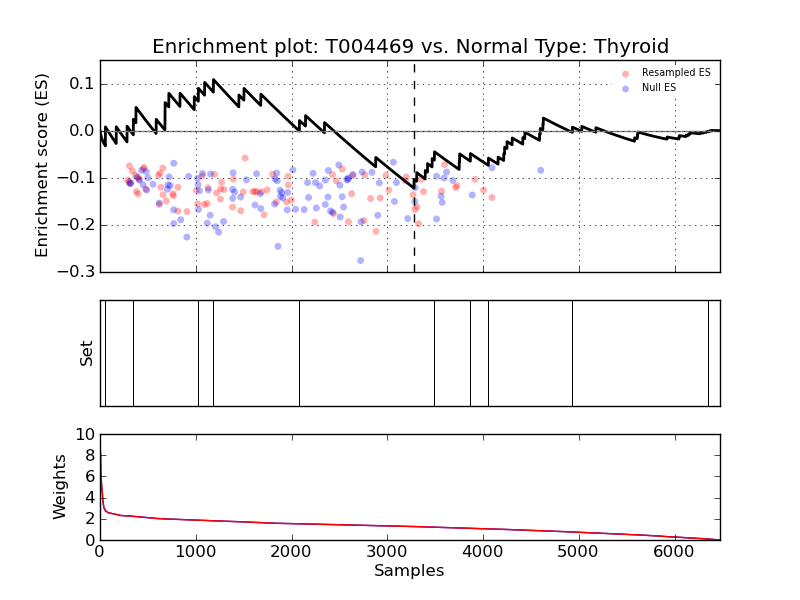 Enrichment plot: T004469 vs. Normal Type: Thyroid
Enrichment score (ES)
0.1
0.0
−0.1
−0.2
−0.3
Resampled ES
Null ES
Set
Weights
10
8
6
4
2
0
0 1000 2000 3000 4000 5000 6000
Samples